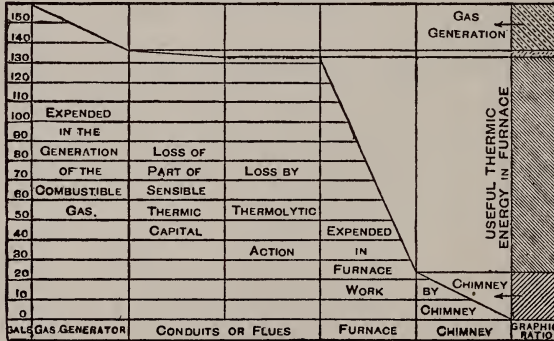 150
140
130
120
110
100
90
80
70
60
50
40
30
20
10
0
EXPENDED
IN THE
GENERATION
OF THE
COMBUSTIBLE
GAS.
LOSS OF
PART OF
SENSIBLE
THERMIC
CAPITAL
LOSS BY
THERMOLYTIC
ACTION
EXPENDED
IN
FURNACE
WORK
BY CHIMNEY
CHIMNEY
GAS
GENERATION
USEFUL THERMIC
ENERGY IN FURNACE
CALS GAS GENERATOR CONDUITS OR FLUES FURNACE CHIMNEY GRAPHIC
RATIO